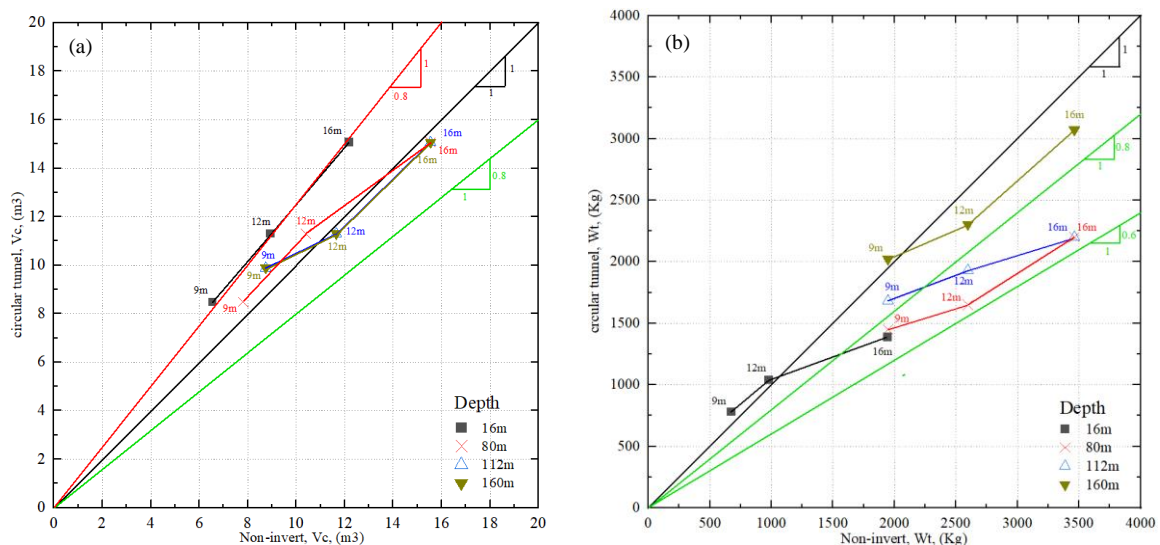 (a)
20
18
16
14
12
10
8
6
4
2
0
0 2 4 6 8 10 12 14 16 18 20
circular tunnel, Vc, (m3)
Non-invert, Vc, (m3)
1
0.8
1
1
0.8
1
16m
16m
16m
16m
12m
12m
12m
12m
9m
9m
9m
9m
Depth
16m
80m
112m
160m
(b)
4000
3500
3000
2500
2000
1500
1000
500
0
0 500 1000 1500 2000 2500 3000 3500 4000
circular tunnel, Wt, (Kg)
Non-invert, Wt, (Kg)
1
1
0.8
1
0.6
1
16m
12m
9m
16m 16m
9m
12m
12m
9m
16m
12m
9m
Depth
16m
80m
112m
160m